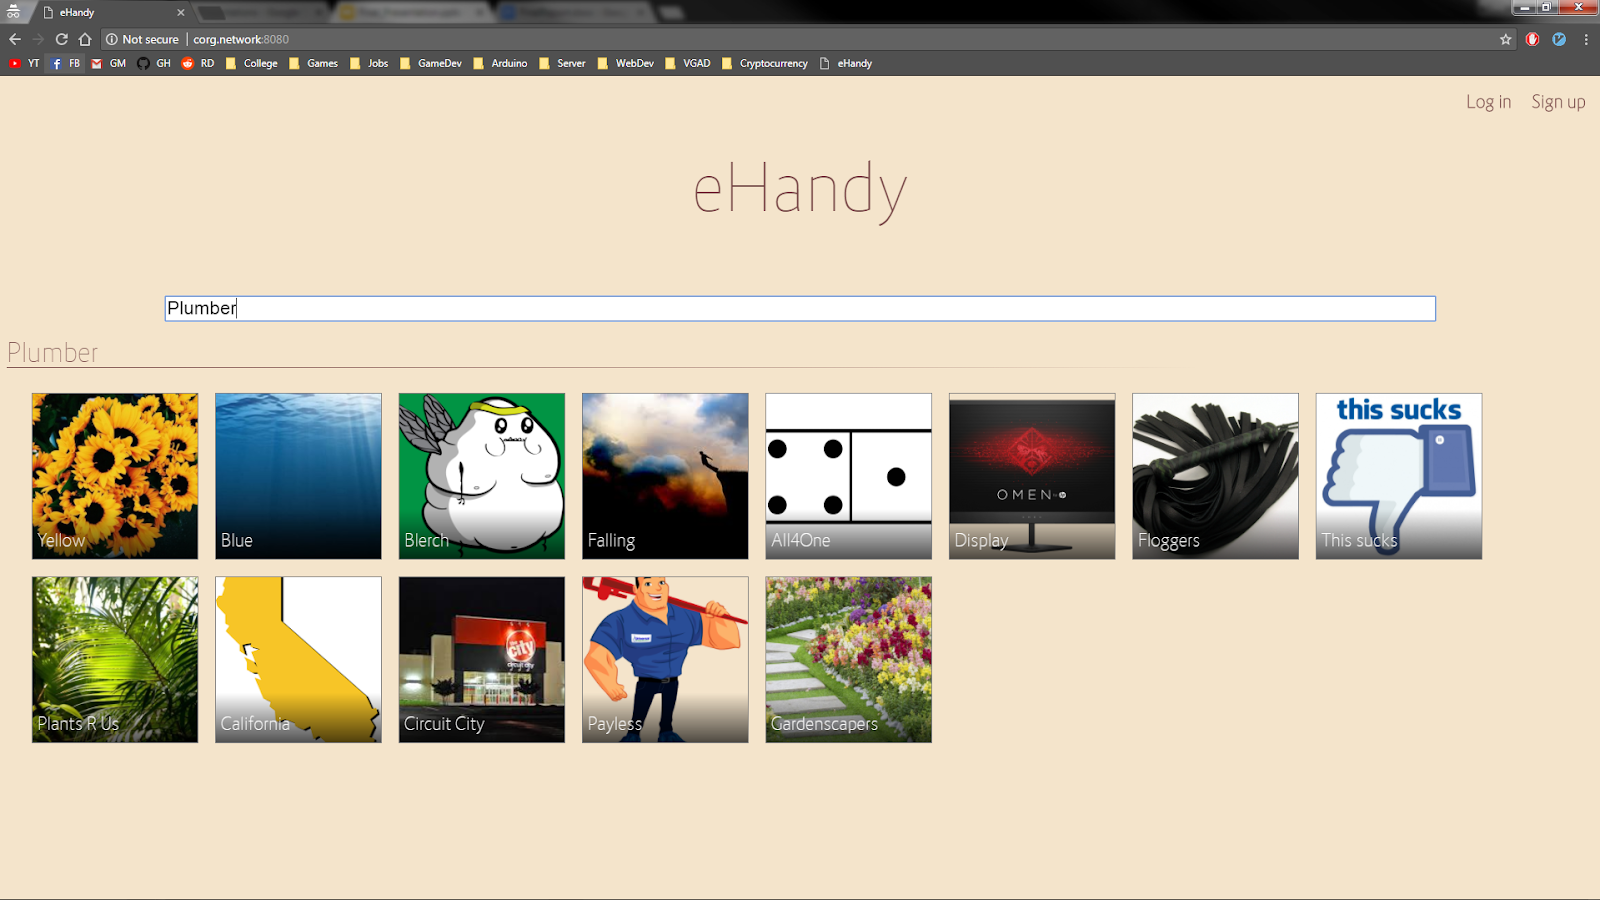 eHandy
Not secure | corg.network:8080
YT FB GM GH RD College Games Jobs GameDev Arduino Server WebDev VGAD Cryptocurrency eHandy
Log in Sign up
eHandy
Plumber
Plumber
this sucks
OMEN
Yellow Blue Blerch Falling All4One Display Floggers This sucks
the city
circuit city
Plants R Us California Circuit City Payless Gardenscapers